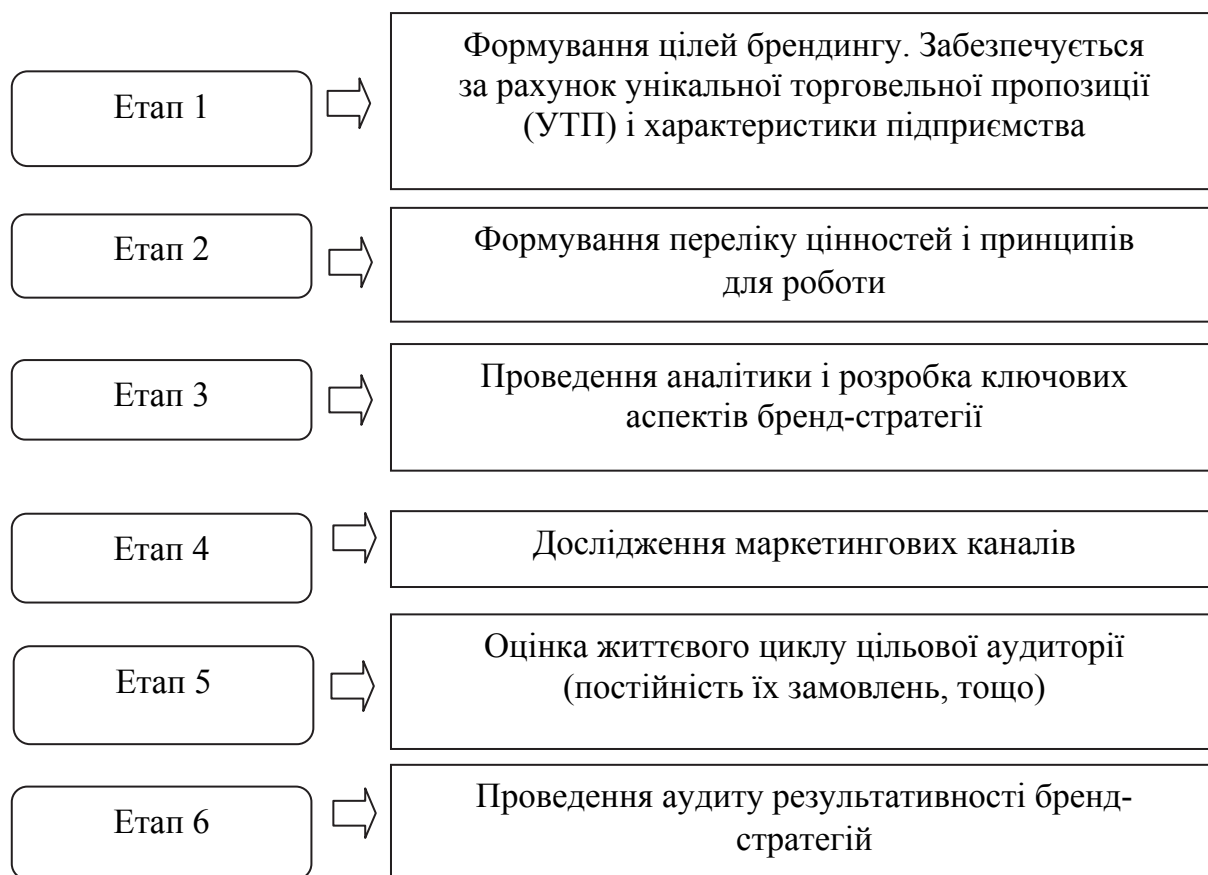 Етап 1
Формування цілей брендингу. Забезпечується
за рахунок унікальної торговельної пропозиції
(УТП) і характеристики підприємства
Етап 2
Формування переліку цінностей і принципів
для роботи
Етап 3
Проведення аналітики і розробка ключових
аспектів бренд-стратегії
Етап 4
Дослідження маркетингових каналів
Етап 5
Оцінка життєвого циклу цільової аудиторії
(постійність їх замовлень, тощо)
Етап 6
Проведення аудиту результативності бренд-
стратегій